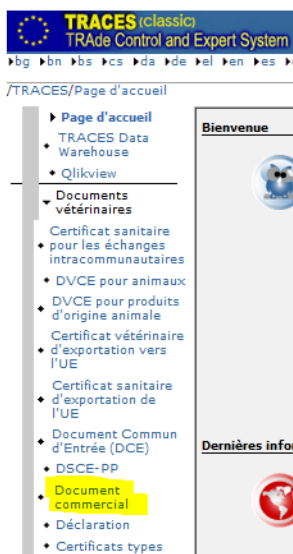 TRACES (classic)
TRAde Control and Expert System
bg bn bs cs da de el en es
/TRACES/Page d'accueil
Page d'accueil
TRACES Data
Warehouse
Qlikview
Documents
vétérinaires
Certificat sanitaire
pour les échanges
intracommunautaires
DVCE pour animaux
DVCE pour produits
d'origine animale
Certificat vétérinaire
d'exportation vers
l'UE
Certificat sanitaire
d'exportation de
l'UE
Document Commun
d'Entrée (DCE)
DSCE-PP
Document
commercial
Déclaration
Certificats types
Bienvenue
Dernières infor